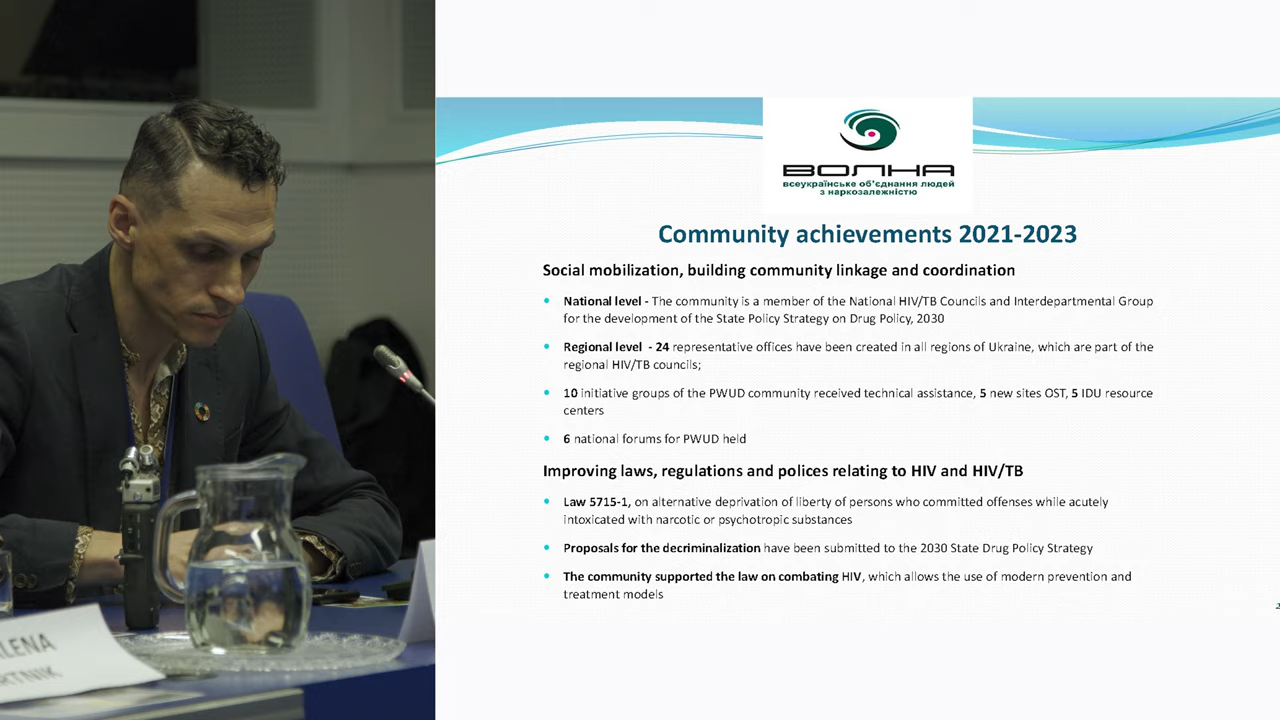 ВОЛНА
всеукраїнське об'єднання людей
з наркозалежністю
Community achievements 2021-2023
Social mobilization, building community linkage and coordination
• National level - The community is a member of the National HIV/TB Councils and Interdepartmental Group
for the development of the State Policy Strategy on Drug Policy, 2030
• Regional level - 24 representative offices have been created in all regions of Ukraine, which are part of the
regional HIV/TB councils;
• 10 initiative groups of the PWUD community received technical assistance, 5 new sites OST, 5 IDU resource
centers
• 6 national forums for PWUD held
Improving laws, regulations and polices relating to HIV and HIV/TB
• Law 5715-1, on alternative deprivation of liberty of persons who committed offenses while acutely
intoxicated with narcotic or psychotropic substances
• Proposals for the decriminalization have been submitted to the 2030 State Drug Policy Strategy
• The community supported the law on combating HIV, which allows the use of modern prevention and
treatment models